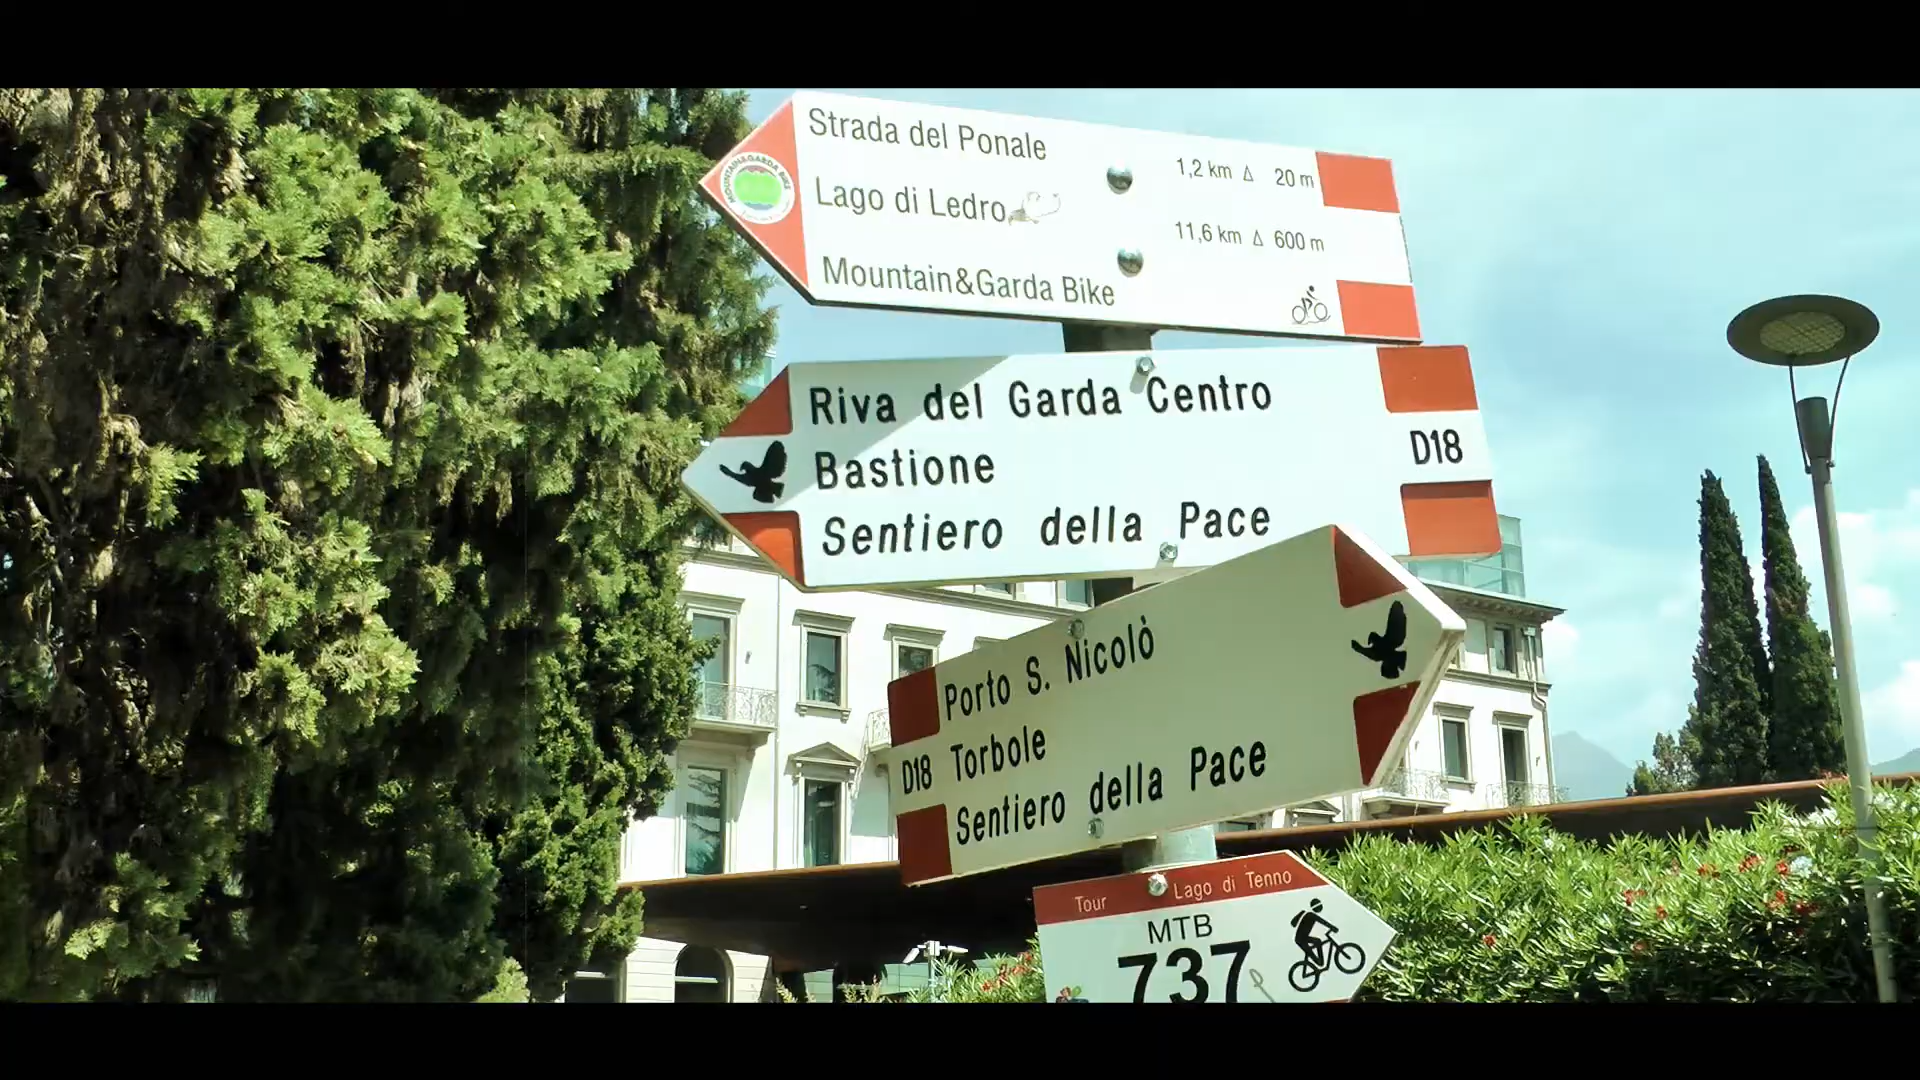 Strada del Ponale 1,2 km Δ 20 m
Lago di Ledro 11,6 km Δ 600 m
Mountain&Garda Bike
Riva del Garda Centro
Bastione
D18
Sentiero della Pace
Porto S. Nicolò
D18 Torbole
Sentiero della Pace
Tour Lago di Tenno
MTB
737